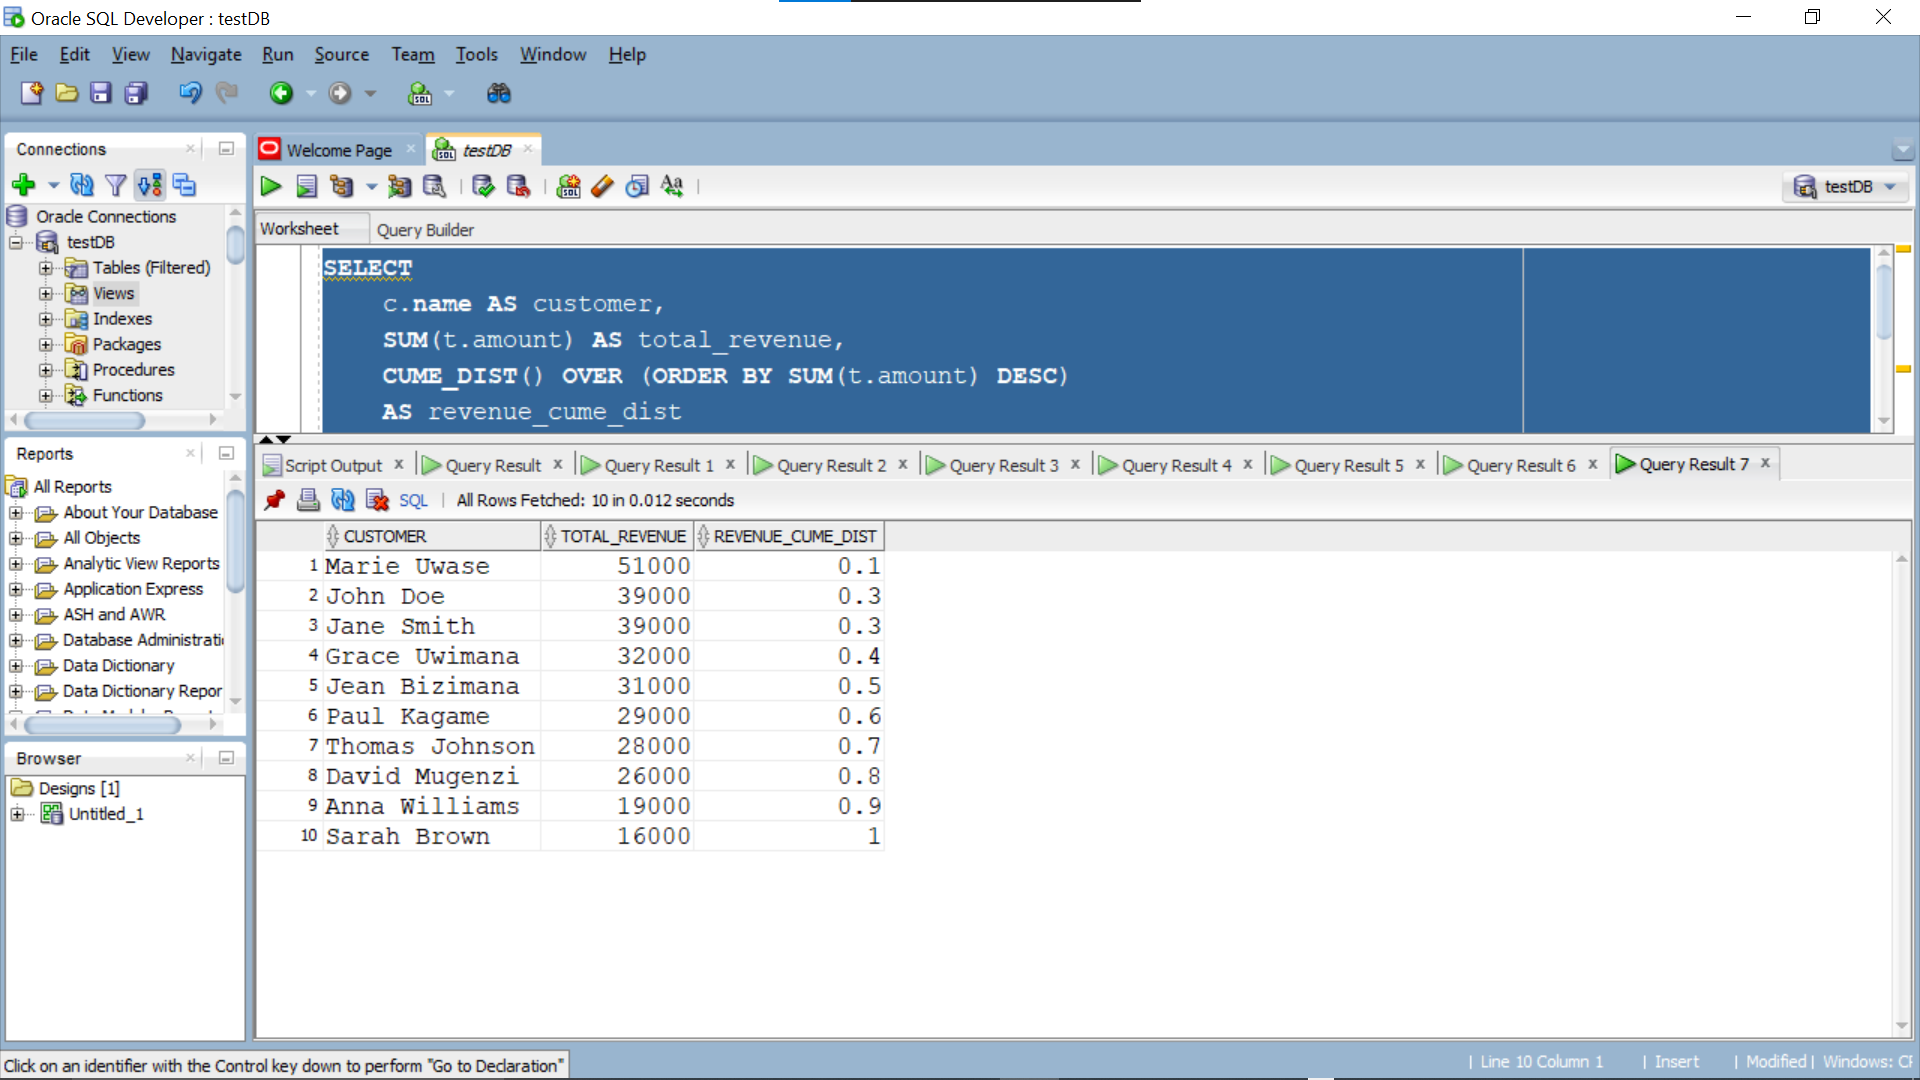 Oracle SQL Developer : testDB
File Edit View Navigate Run Source Team Tools Window Help
Connections
Oracle Connections
testDB
Tables (Filtered)
Views
Indexes
Packages
Procedures
Functions
Reports
All Reports
About Your Database
All Objects
Analytic View Reports
Application Express
ASH and AWR
Database Administrati
Data Dictionary
Data Dictionary Repor
Browser
Designs [1]
Untitled_1
Welcome Page testDB
testDB
Worksheet Query Builder
SELECT
c.name AS customer,
SUM(t.amount) AS total_revenue,
CUME_DIST() OVER (ORDER BY SUM(t.amount) DESC)
AS revenue_cume_dist
Script Output x Query Result x Query Result 1 x Query Result 2 x Query Result 3 x Query Result 4 x Query Result 5 x Query Result 6 x Query Result 7 x
SQL | All Rows Fetched: 10 in 0.012 seconds
CUSTOMER TOTAL_REVENUE REVENUE_CUME_DIST
1 Marie Uwase 51000 0.1
2 John Doe 39000 0.3
3 Jane Smith 39000 0.3
4 Grace Uwimana 32000 0.4
5 Jean Bizimana 31000 0.5
6 Paul Kagame 29000 0.6
7 Thomas Johnson 28000 0.7
8 David Mugenzi 26000 0.8
9 Anna Williams 19000 0.9
10 Sarah Brown 16000 1
Click on an identifier with the Control key down to perform "Go to Declaration"
| Line 10 Column 1 | Insert | Modified | Windows: CF